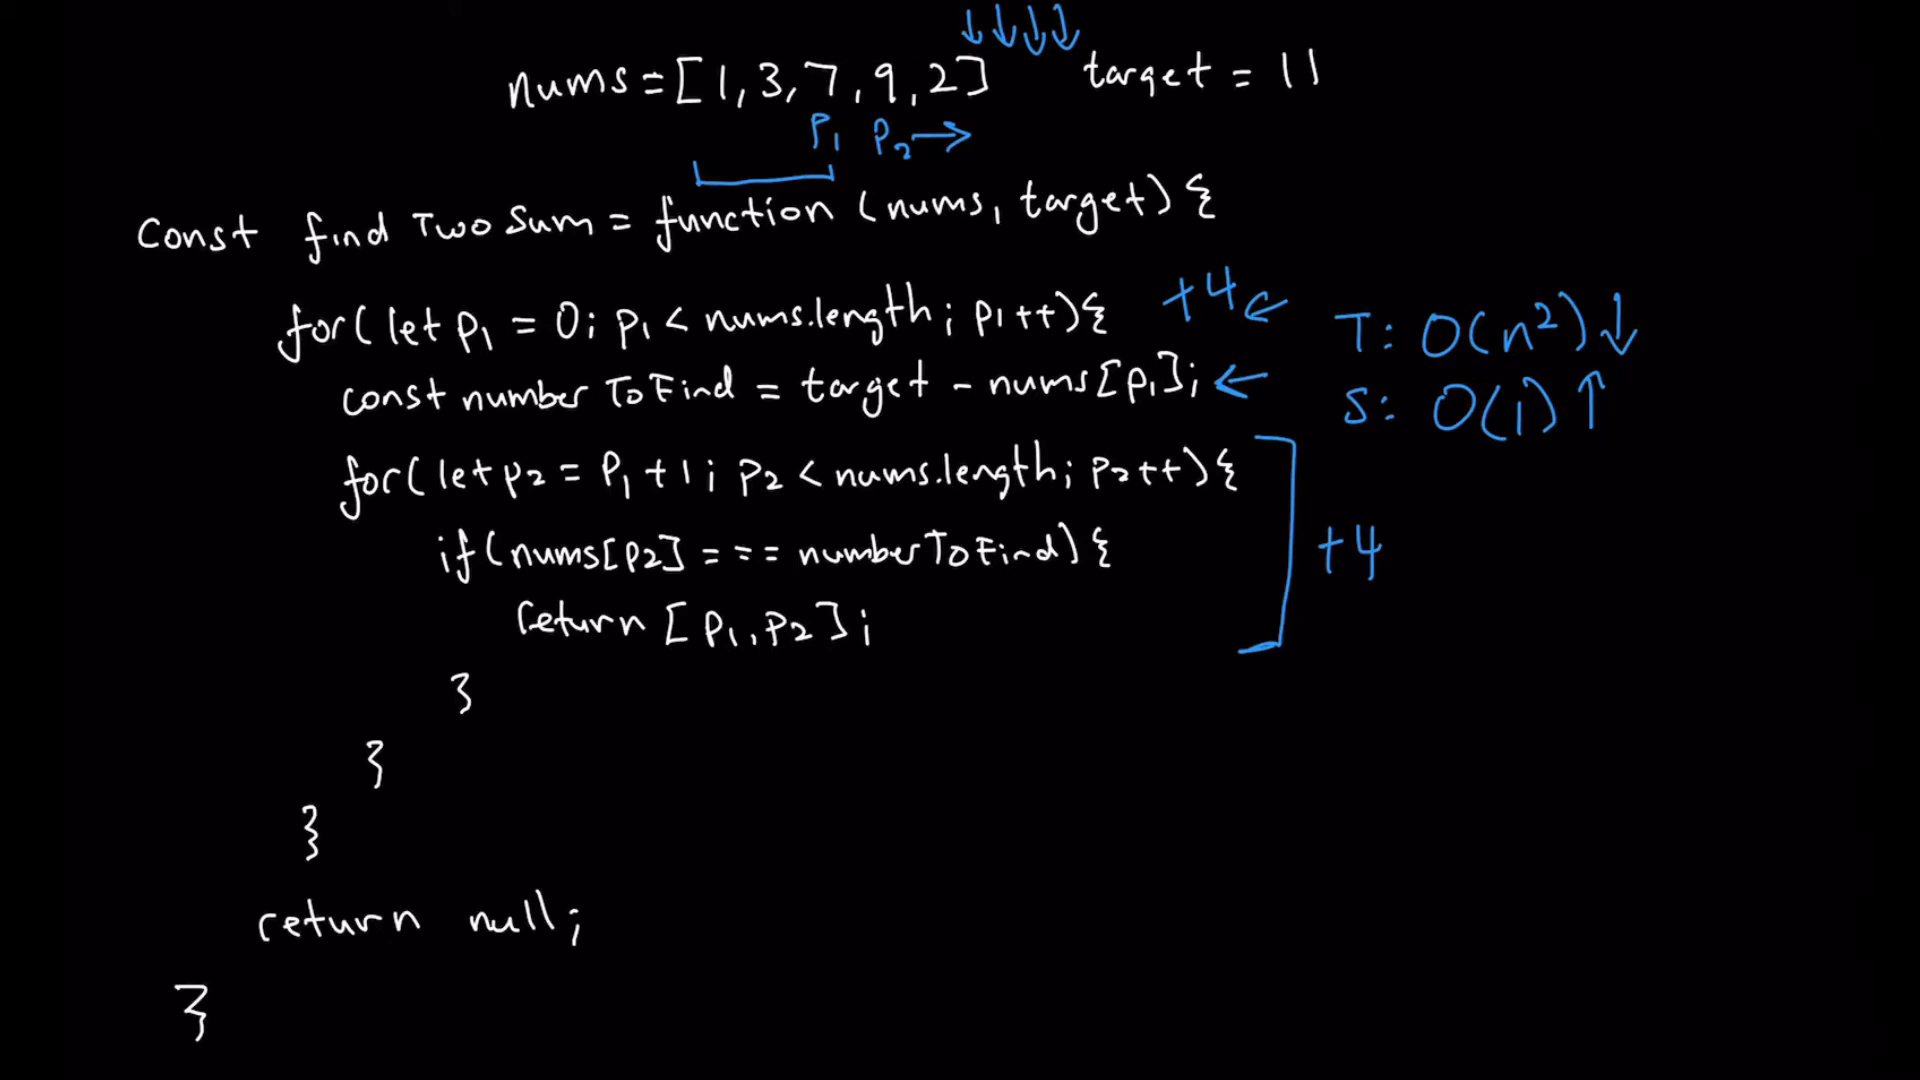 nums = [1, 3, 7, 9, 2] target = 11
P1 P2
const findTwoSum = function (nums, target) {
for(let p1 = 0; p1 < nums.length; p1++){ +4
T: O(n²)
const numberToFind = target - nums[p1];
S: O(1)
for(let p2 = P1 + 1; p2 < nums.length; p2++){
if(nums[p2] === numberToFind){ +4
return [p1, p2];
}
}
}
return null;
}